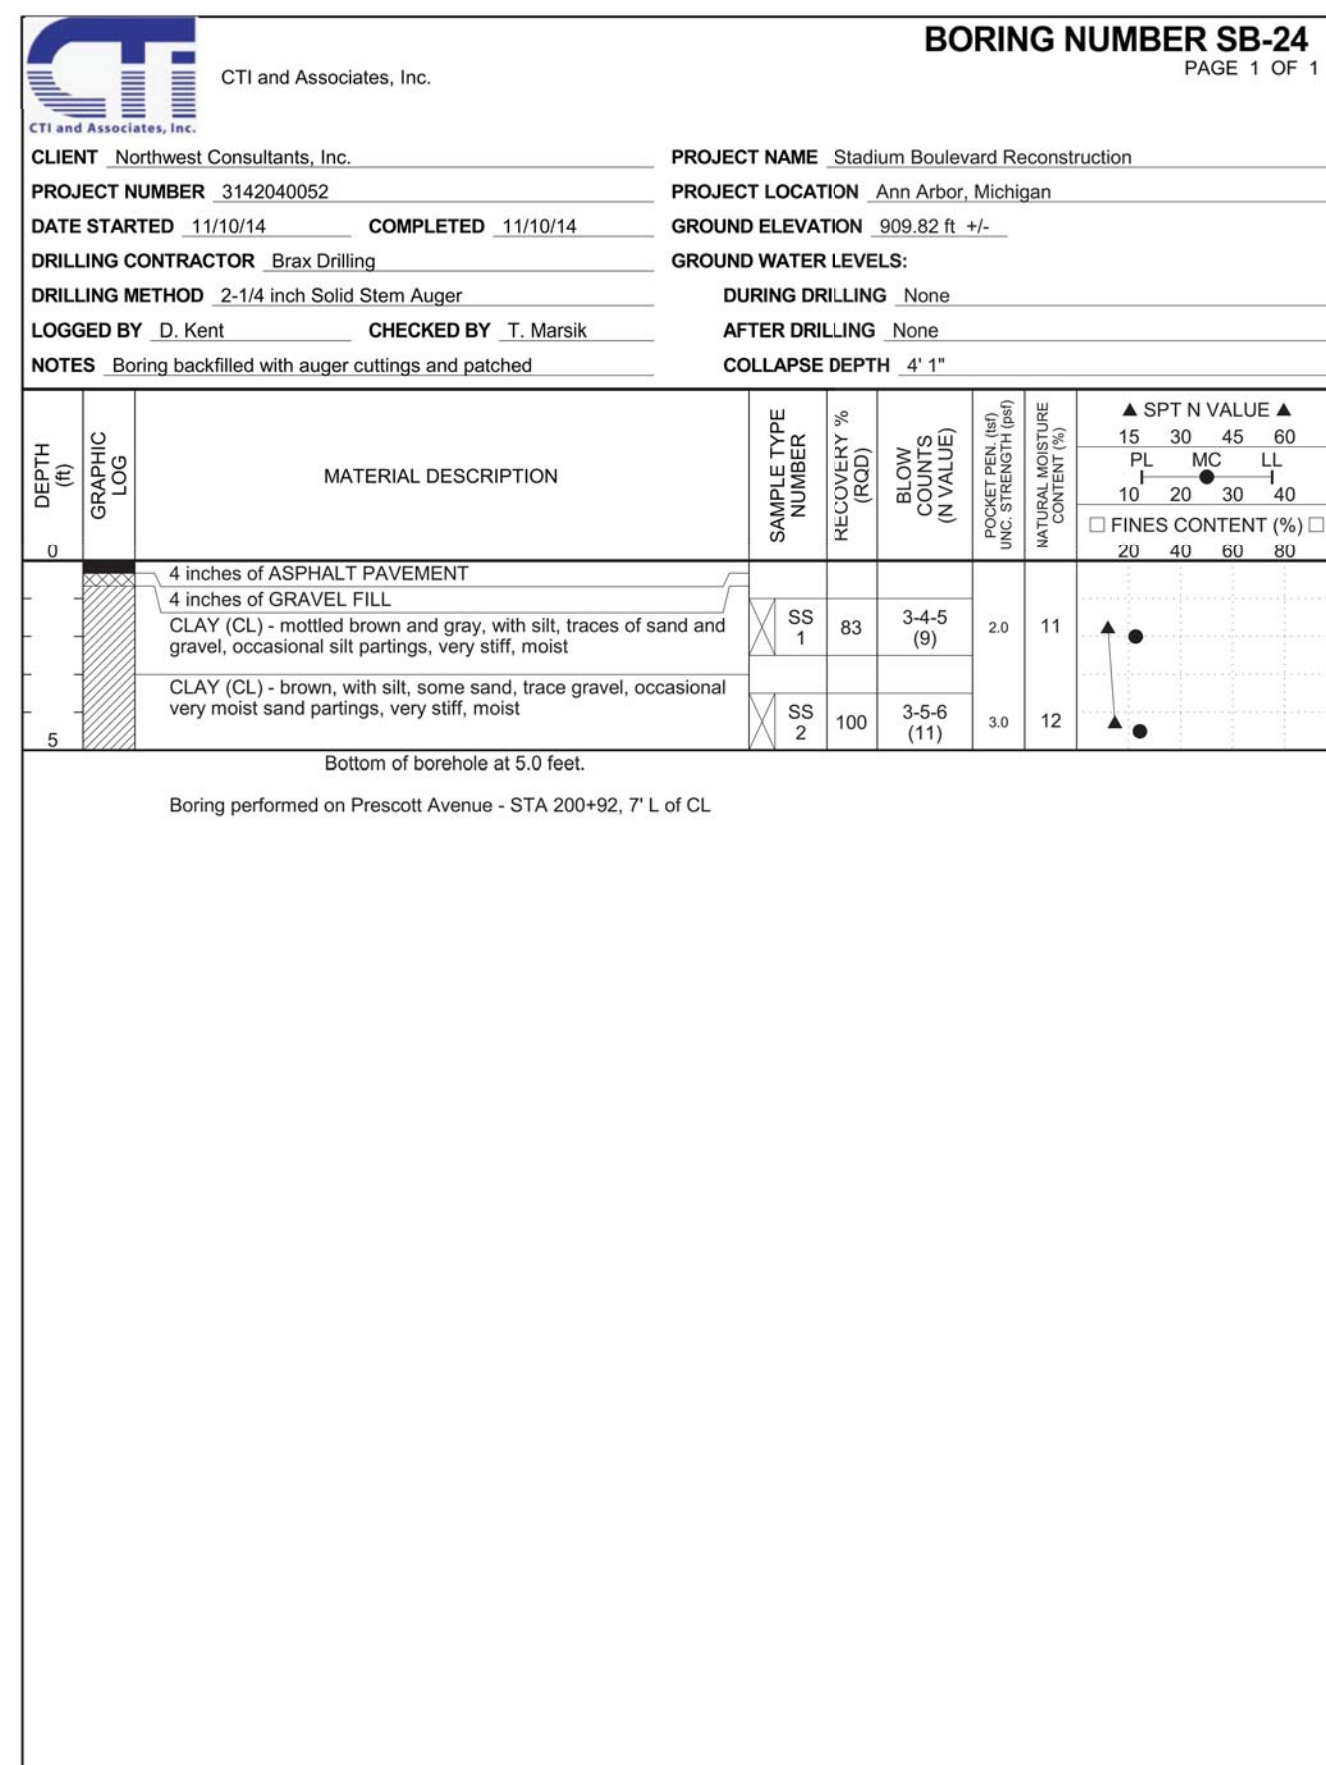 BORING NUMBER SB-24
PAGE 1 OF 1
CTI
CTI and Associates, Inc.
CTI and Associates, Inc.
CLIENT Northwest Consultants, Inc. PROJECT NAME Stadium Boulevard Reconstruction
PROJECT NUMBER 3142040052 PROJECT LOCATION Ann Arbor, Michigan
DATE STARTED 11/10/14 COMPLETED 11/10/14 GROUND ELEVATION 909.82 ft +/-
DRILLING CONTRACTOR Brax Drilling GROUND WATER LEVELS:
DRILLING METHOD 2-1/4 inch Solid Stem Auger DURING DRILLING None
LOGGED BY D. Kent CHECKED BY T. Marsik AFTER DRILLING None
NOTES Boring backfilled with auger cuttings and patched COLLAPSE DEPTH 4' 1"
DEPTH
(ft)
GRAPHIC
LOG
MATERIAL DESCRIPTION
SAMPLE TYPE
NUMBER
RECOVERY %
(RQD)
BLOW
COUNTS
(N VALUE)
POCKET PEN. (tsf)
UNC. STRENGTH (psf)
NATURAL MOISTURE
CONTENT (%)
▲ SPT N VALUE ▲
15 30 45 60
PL MC LL
10 20 30 40
□ FINES CONTENT (%) □
20 40 60 80
0
4 inches of ASPHALT PAVEMENT
4 inches of GRAVEL FILL
CLAY (CL) - mottled brown and gray, with silt, traces of sand and
gravel, occasional silt partings, very stiff, moist
SS
1
83
3-4-5
(9)
2.0
11
CLAY (CL) - brown, with silt, some sand, trace gravel, occasional
very moist sand partings, very stiff, moist
SS
2
100
3-5-6
(11)
3.0
12
5
Bottom of borehole at 5.0 feet.
Boring performed on Prescott Avenue - STA 200+92, 7' L of CL